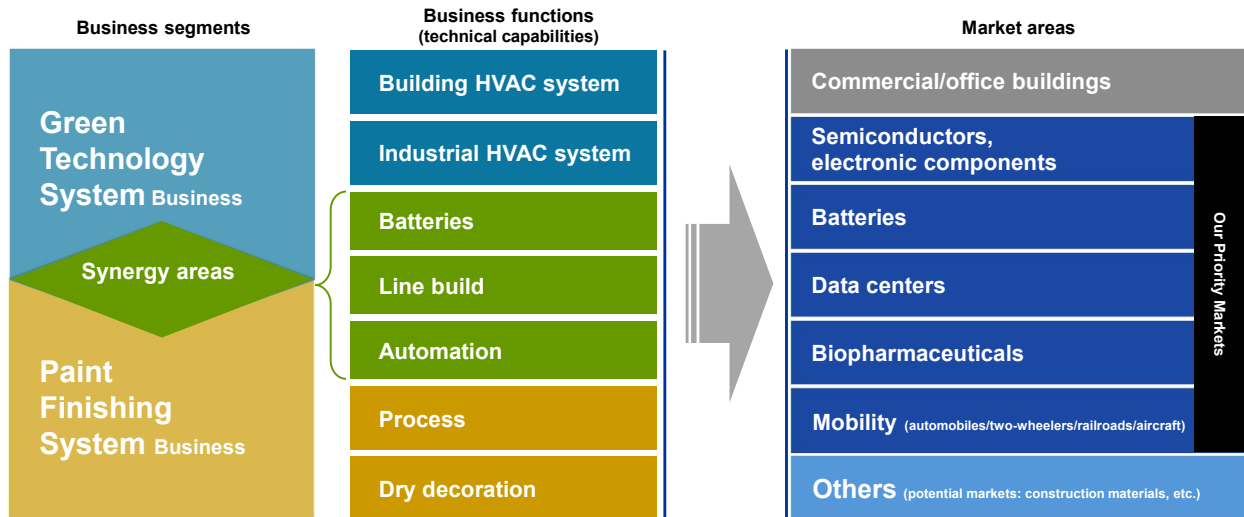 Business segments
Green
Technology
System Business
Synergy areas
Paint
Finishing
System Business
Business functions
(technical capabilities)
Building HVAC system
Industrial HVAC system
Batteries
Line build
Automation
Process
Dry decoration
Market areas
Commercial/office buildings
Semiconductors,
electronic components
Batteries
Data centers
Biopharmaceuticals
Mobility (automobiles/two-wheelers/railroads/aircraft)
Others (potential markets: construction materials, etc.)
Our Priority Markets